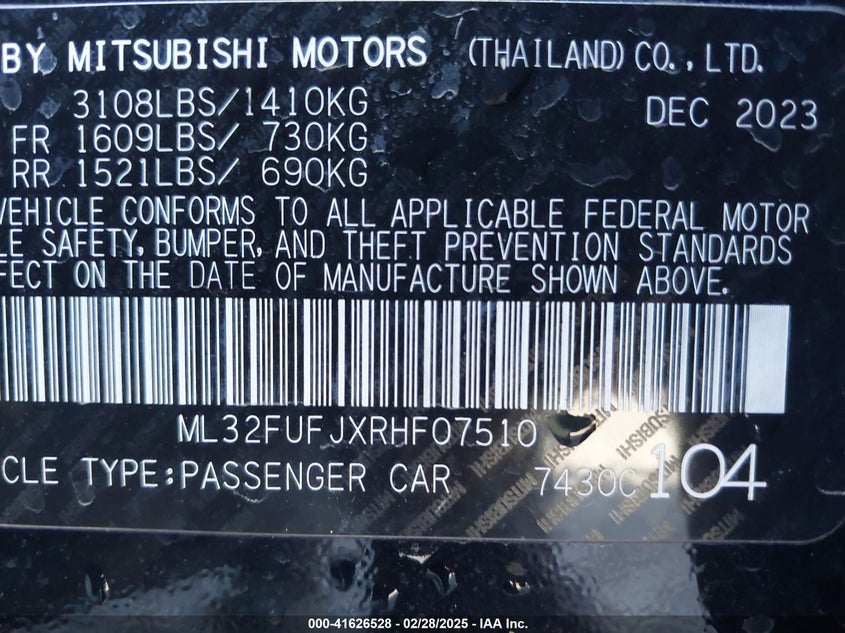 BY MITSUBISHI MOTORS (THAILAND) CO., LTD.
3108LBS/1410KG DEC 2023
FR 1609LBS/ 730KG
RR 1521LBS/ 690KG
VEHICLE CONFORMS TO ALL APPLICABLE FEDERAL MOTOR
LE SAFETY, BUMPER, AND THEFT PREVENTION STANDARDS
FECT ON THE DATE OF MANUFACTURE SHOWN ABOVE.
ML32FUFJXRHF07510
CLE TYPE:PASSENGER CAR 7430C 104
000-41626528 - 02/28/2025 - IAA Inc.